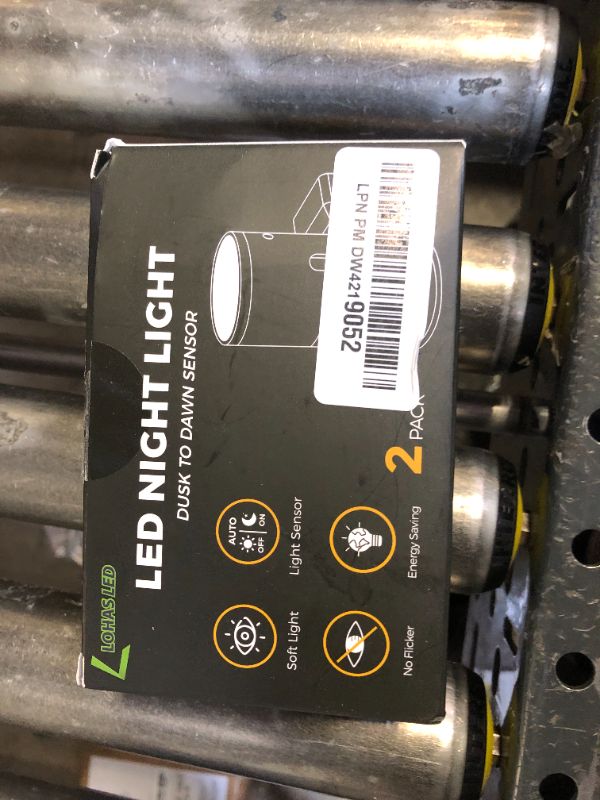 LOHAS LED
LED NIGHT LIGHT
DUSK TO DAWN SENSOR
AUTO
OFF ON
Soft Light
Light Sensor
No Flicker
Energy Saving
2 PACK
LPN PM DW4219052